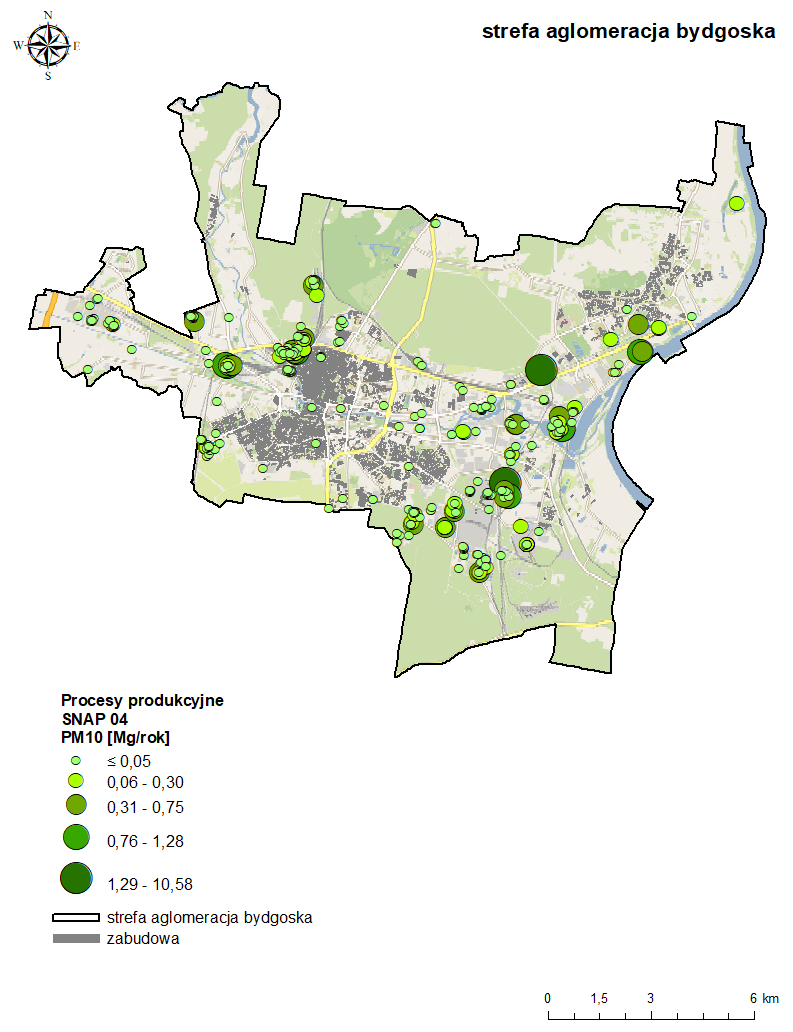 N
W E
S
strefa aglomeracja bydgoska
Procesy produkcyjne
SNAP 04
PM10 [Mg/rok]
≤ 0,05
0,06 - 0,30
0,31 - 0,75
0,76 - 1,28
1,29 - 10,58
strefa aglomeracja bydgoska
zabudowa
0 1,5 3 6 km